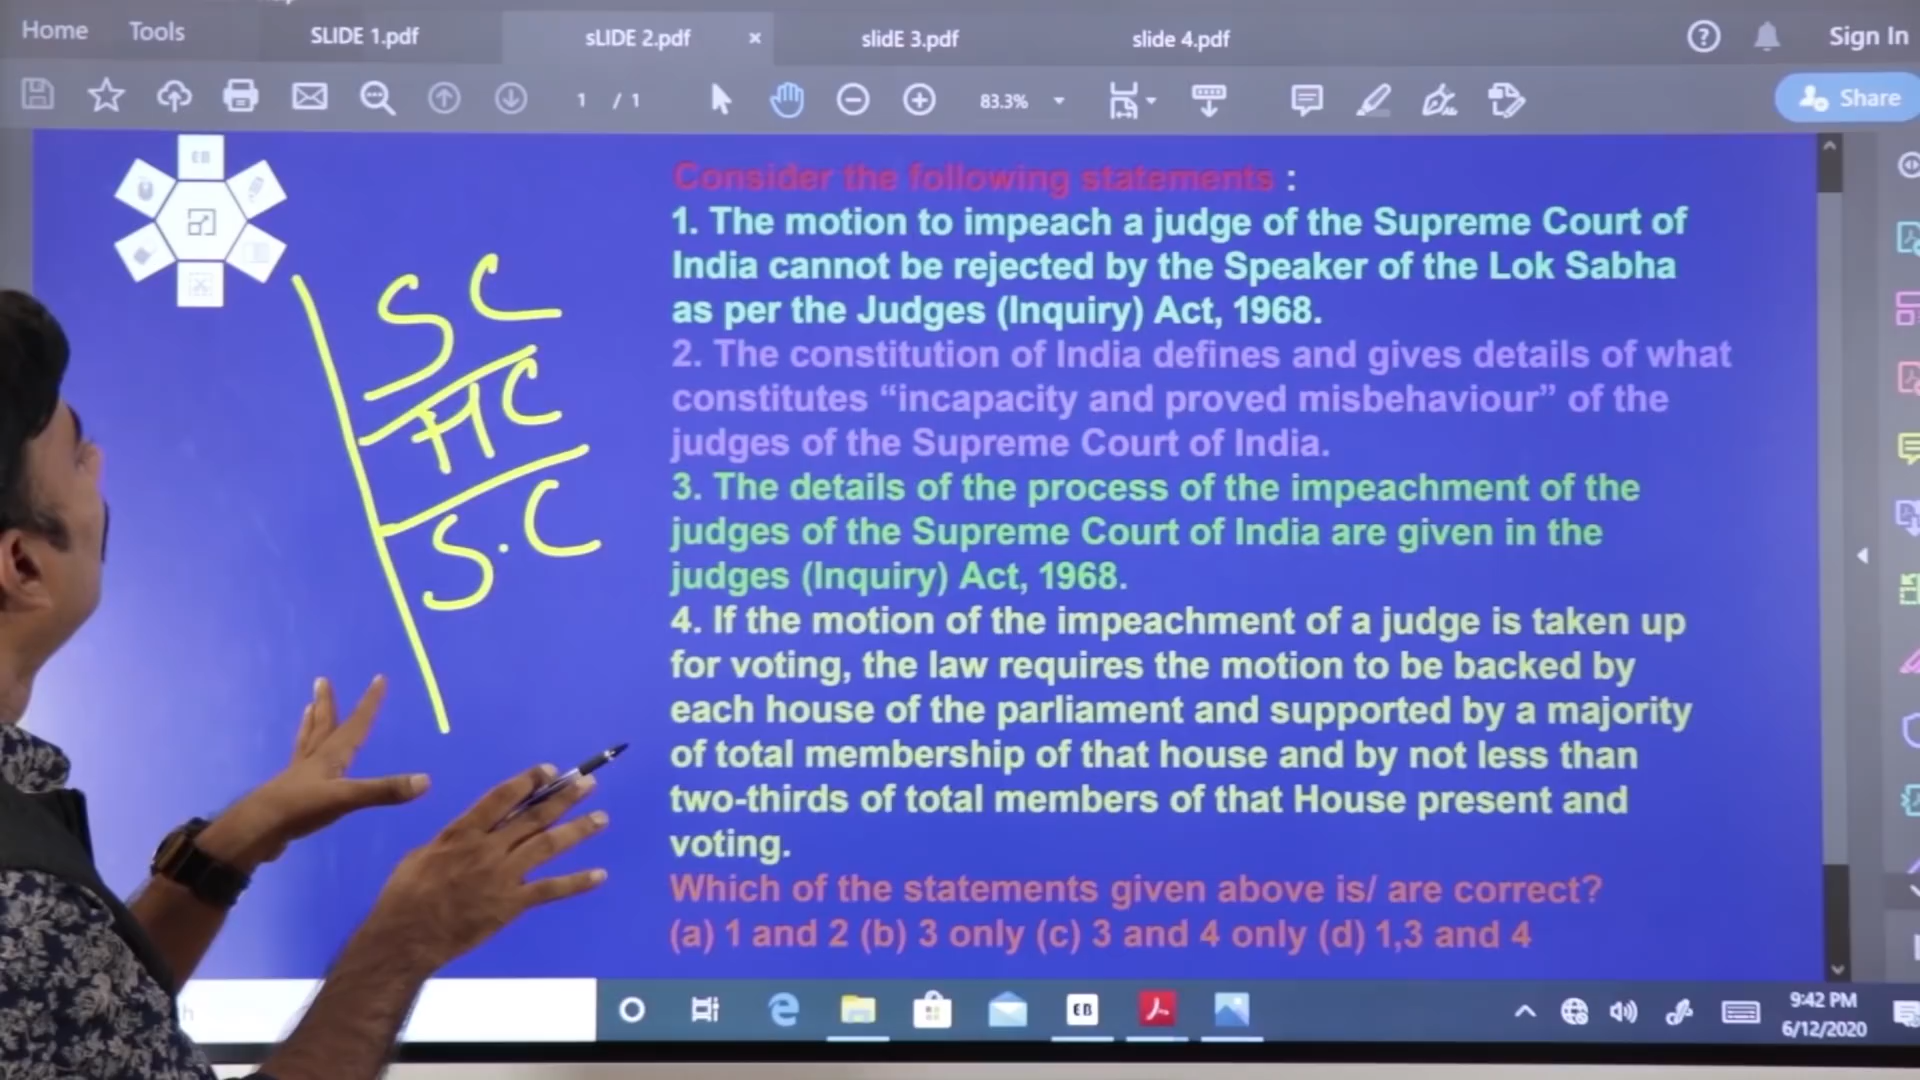 Home Tools SLIDE 1.pdf sLIDE 2.pdf × slidE 3.pdf slide 4.pdf Sign In
1 / 1 83.3% Share
EB
Consider the following statements :
1. The motion to impeach a judge of the Supreme Court of
India cannot be rejected by the Speaker of the Lok Sabha
as per the Judges (Inquiry) Act, 1968.
2. The constitution of India defines and gives details of what
constitutes “incapacity and proved misbehaviour” of the
judges of the Supreme Court of India.
3. The details of the process of the impeachment of the
judges of the Supreme Court of India are given in the
judges (Inquiry) Act, 1968.
4. If the motion of the impeachment of a judge is taken up
for voting, the law requires the motion to be backed by
each house of the parliament and supported by a majority
of total membership of that house and by not less than
two-thirds of total members of that House present and
voting.
Which of the statements given above is/ are correct?
(a) 1 and 2 (b) 3 only (c) 3 and 4 only (d) 1,3 and 4
SC
HC
S.C
EB
9:42 PM
6/12/2020